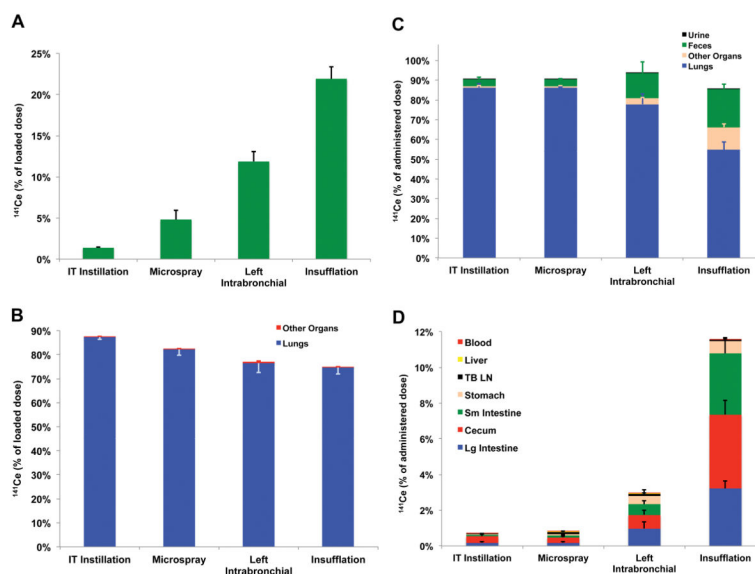 A
25%
20%
15%
10%
5%
0%
¹⁴¹Ce (% of loaded dose)
IT Instillation Microspray Left Insufflation
Intrabronchial
B
90%
80%
70%
60%
50%
40%
30%
20%
10%
0%
¹⁴¹Ce (% of loaded dose)
Other Organs
Lungs
IT Instillation Microspray Left Insufflation
Intrabronchial
C
Urine
Feces
Other Organs
Lungs
100%
90%
80%
70%
60%
50%
40%
30%
20%
10%
0%
¹⁴¹Ce (% of administered dose)
IT Instillation Microspray Left Insufflation
Intrabronchial
D
12%
10%
8%
6%
4%
2%
0%
¹⁴¹Ce (% of administered dose)
Blood
Liver
TB LN
Stomach
Sm Intestine
Cecum
Lg Intestine
IT Instillation Microspray Left Insufflation
Intrabronchial